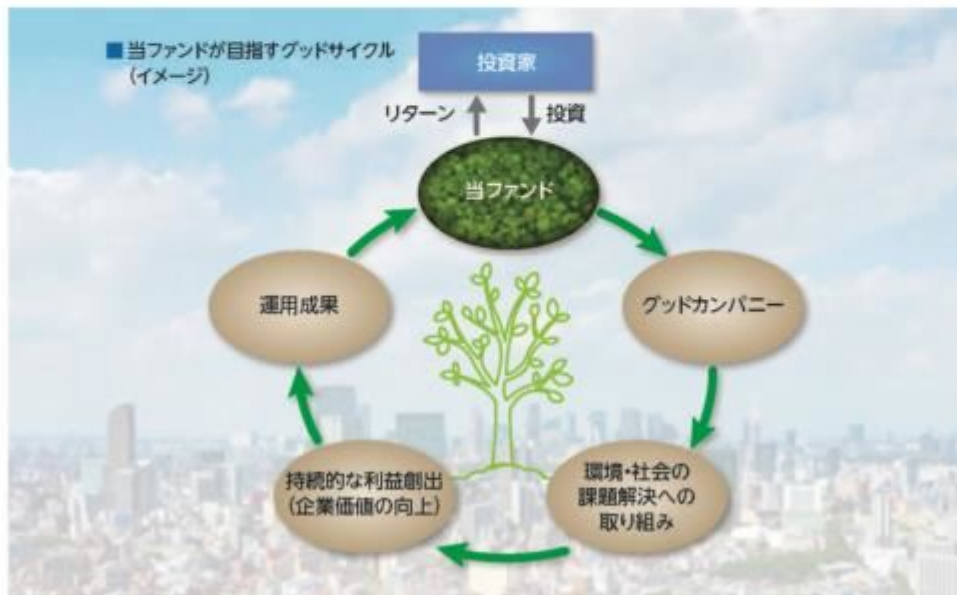 ■当ファンドが目指すグッドサイクル
（イメージ）
投資家
リターン
投資
当ファンド
グッドカンパニー
環境・社会の
課題解決への
取り組み
持続的な利益創出
（企業価値の向上）
運用成果